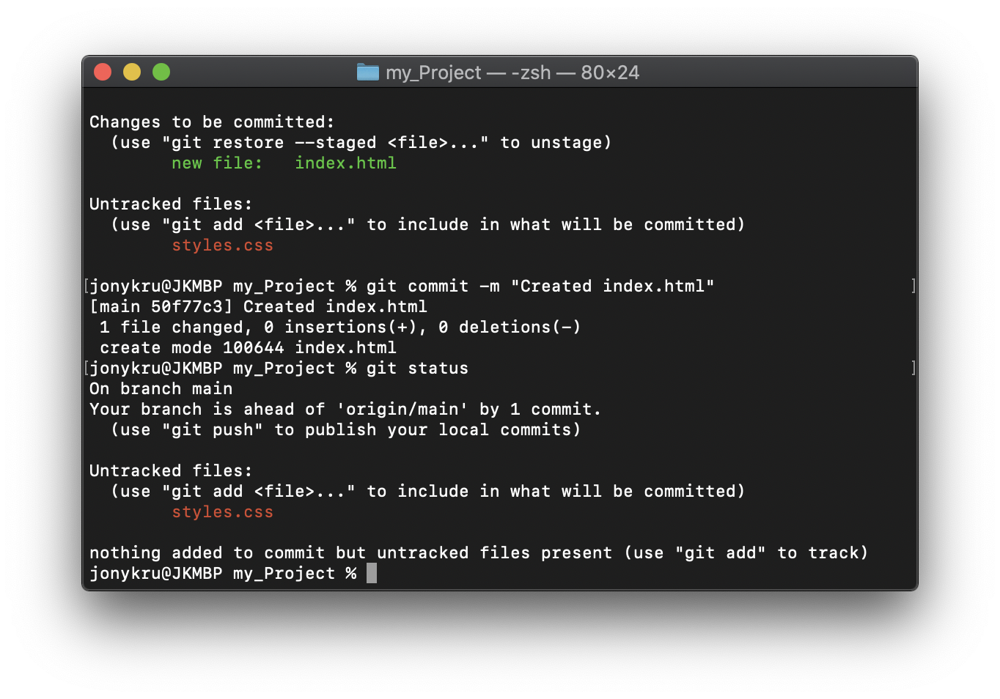 my_Project — -zsh — 80×24
Changes to be committed:
  (use "git restore --staged <file>..." to unstage)
        new file:   index.html
Untracked files:
  (use "git add <file>..." to include in what will be committed)
        styles.css
[jonykru@JKMBP my_Project % git commit -m "Created index.html" ]
[main 50f77c3] Created index.html
 1 file changed, 0 insertions(+), 0 deletions(-)
 create mode 100644 index.html
[jonykru@JKMBP my_Project % git status ]
On branch main
Your branch is ahead of 'origin/main' by 1 commit.
  (use "git push" to publish your local commits)
Untracked files:
  (use "git add <file>..." to include in what will be committed)
        styles.css
nothing added to commit but untracked files present (use "git add" to track)
jonykru@JKMBP my_Project %